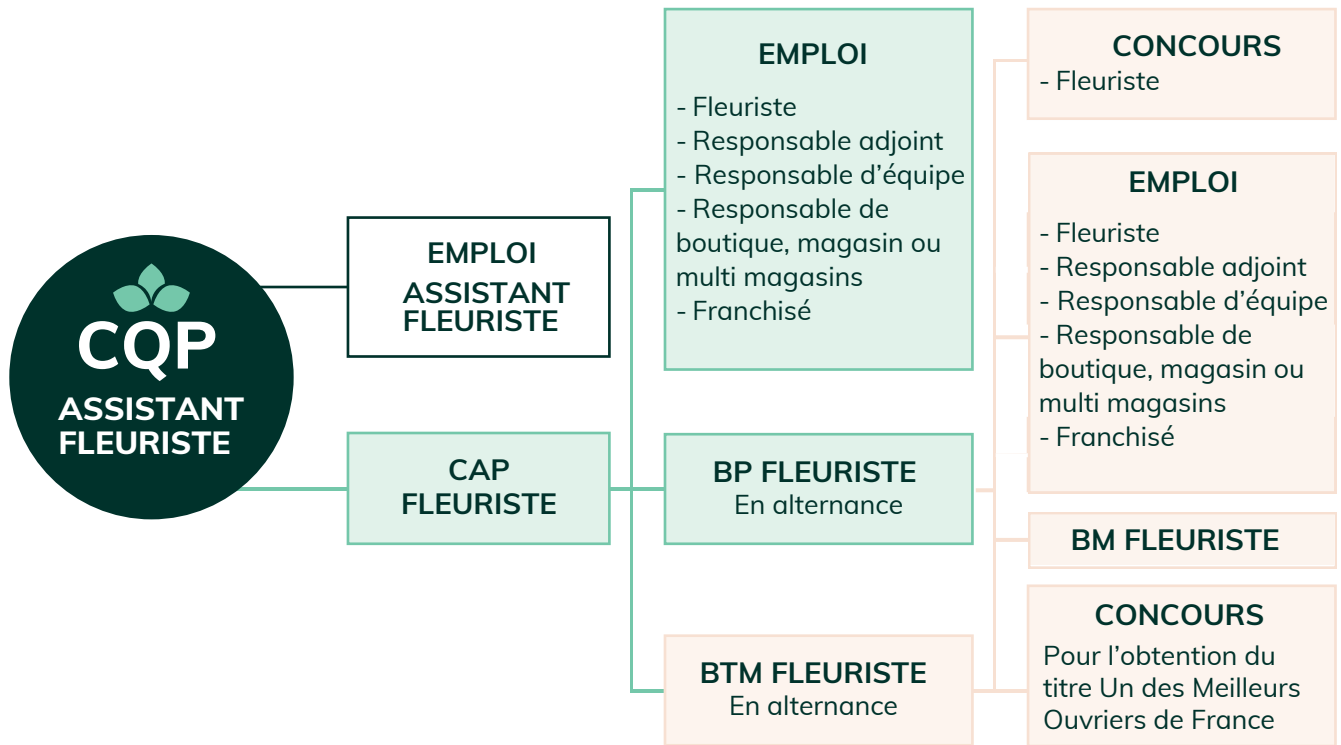 CQP
ASSISTANT
FLEURISTE
EMPLOI
ASSISTANT
FLEURISTE
CAP
FLEURISTE
EMPLOI
- Fleuriste
- Responsable adjoint
- Responsable d’équipe
- Responsable de
boutique, magasin ou
multi magasins
- Franchisé
BP FLEURISTE
En alternance
BTM FLEURISTE
En alternance
CONCOURS
- Fleuriste
EMPLOI
- Fleuriste
- Responsable adjoint
- Responsable d’équipe
- Responsable de
boutique, magasin ou
multi magasins
- Franchisé
BM FLEURISTE
CONCOURS
Pour l’obtention du
titre Un des Meilleurs
Ouvriers de France